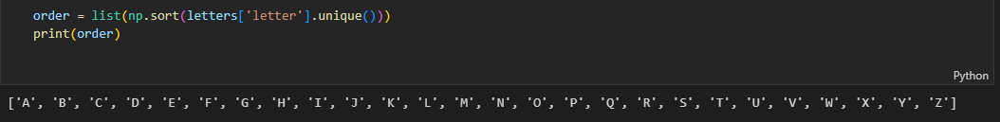 order = list(np.sort(letters['letter'].unique()))
print(order)
Python
['A', 'B', 'C', 'D', 'E', 'F', 'G', 'H', 'I', 'J', 'K', 'L', 'M', 'N', 'O', 'P', 'Q', 'R', 'S', 'T', 'U', 'V', 'W', 'X', 'Y', 'Z']